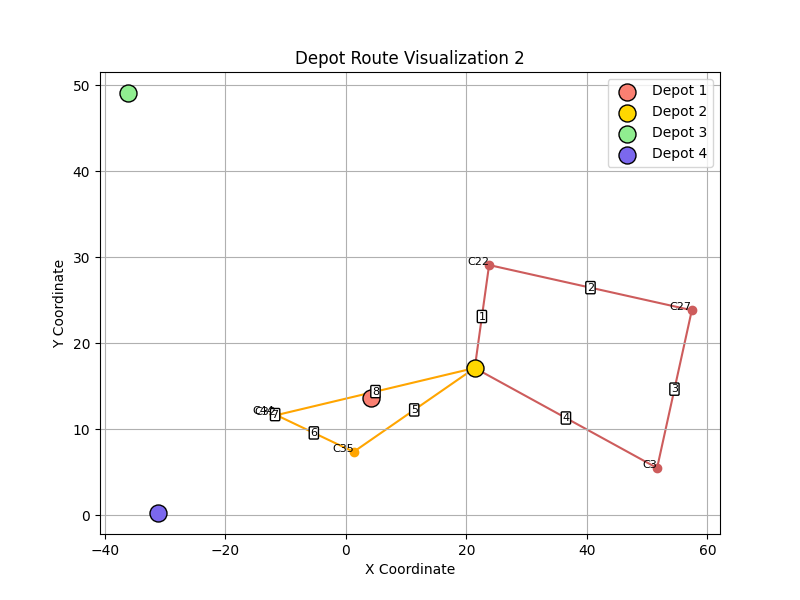 Depot Route Visualization 2
Depot 1
Depot 2
Depot 3
Depot 4
Y Coordinate
50
40
30
20
10
0
C22
C27
C35
C3
1
2
3
4
5
6
7
8
−40
−20
0
20
40
60
X Coordinate